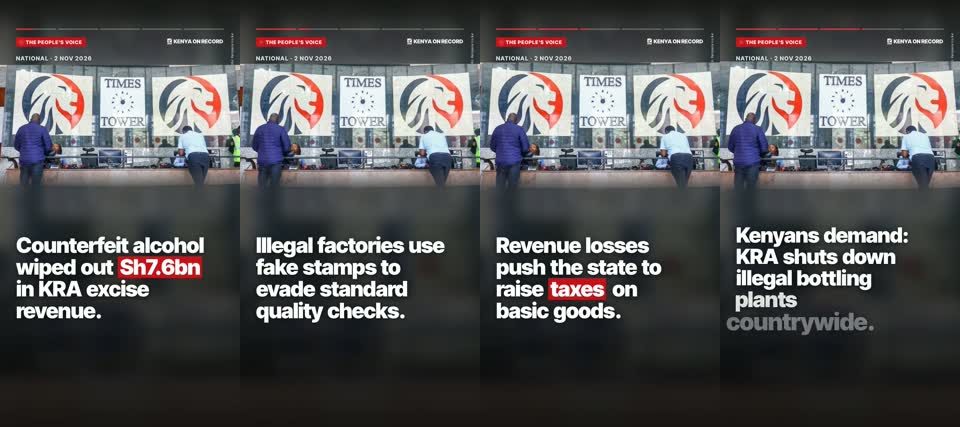 THE PEOPLE'S VOICE
KENYA ON RECORD
NATIONAL · 2 NOV 2026
TIMES
TOWER
Counterfeit alcohol
wiped out Sh7.6bn
in KRA excise
revenue.
THE PEOPLE'S VOICE
KENYA ON RECORD
NATIONAL · 2 NOV 2026
TIMES
TOWER
Illegal factories use
fake stamps to
evade standard
quality checks.
THE PEOPLE'S VOICE
KENYA ON RECORD
NATIONAL · 2 NOV 2026
TIMES
TOWER
Revenue losses
push the state to
raise taxes on
basic goods.
THE PEOPLE'S VOICE
KENYA ON RECORD
NATIONAL · 2 NOV 2026
TIMES
TOWER
Kenyans demand:
KRA shuts down
illegal bottling
plants
countrywide.